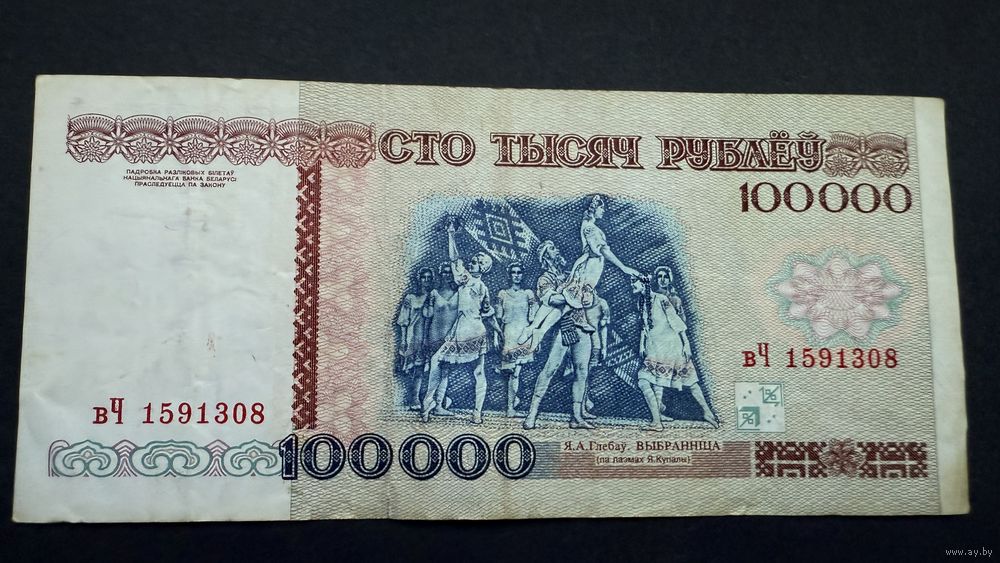 СТО ТЫСЯЧ РУБЛЁЎ
ПАДРОБКА РАЗЛІКОВЫХ БІЛЕТАЎ
НАЦЫЯНАЛЬНАГА БАНКА БЕЛАРУСІ
ПРАСЛЕДУЕЦЦА ПА ЗАКОНУ
100000
вЧ 1591308
вЧ 1591308
100000
Я.А.Глебаў. ВЫБРАННІЦА
(па паэмах Я.Купалы)
www.ay.by